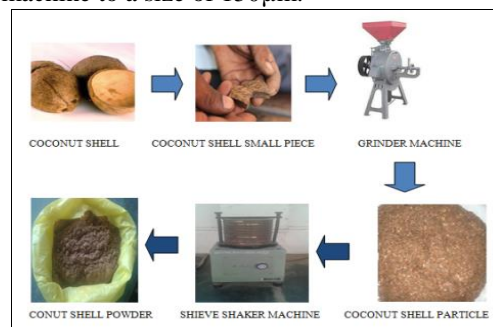 machine to a size of 150μm.
COCONUT SHELL
COCONUT SHELL SMALL PIECE
GRINDER MACHINE
CONUT SHELL POWDER
SHIEVE SHAKER MACHINE
COCONUT SHELL PARTICLE